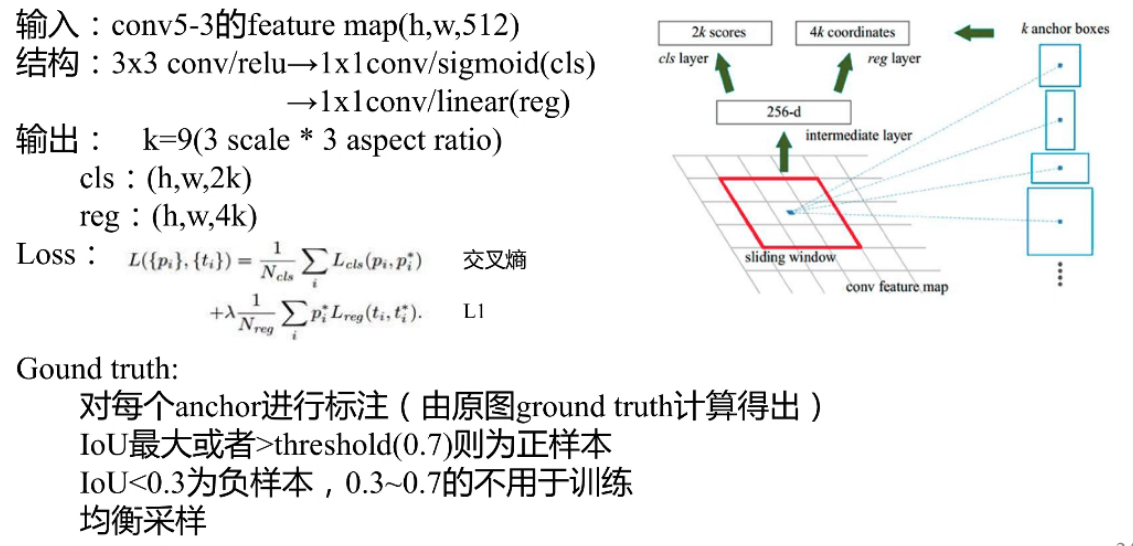 输入：conv5-3的feature map(h,w,512)
结构：3x3 conv/relu→1x1conv/sigmoid(cls)
→1x1conv/linear(reg)
输出： k=9(3 scale * 3 aspect ratio)
cls：(h,w,2k)
reg：(h,w,4k)
Loss： L({p_i}, {t_i}) = \frac{1}{N_{cls}} \sum_i L_{cls}(p_i, p_i^*) 交叉熵
+λ \frac{1}{N_{reg}} \sum_i p_i^* L_{reg}(t_i, t_i^*). L1
Gound truth:
对每个anchor进行标注（由原图ground truth计算得出）
IoU最大或者>threshold(0.7)则为正样本
IoU<0.3为负样本，0.3~0.7的不用于训练
均衡采样
2k scores
4k coordinates
k anchor boxes
cls layer
reg layer
256-d
intermediate layer
sliding window
conv feature map